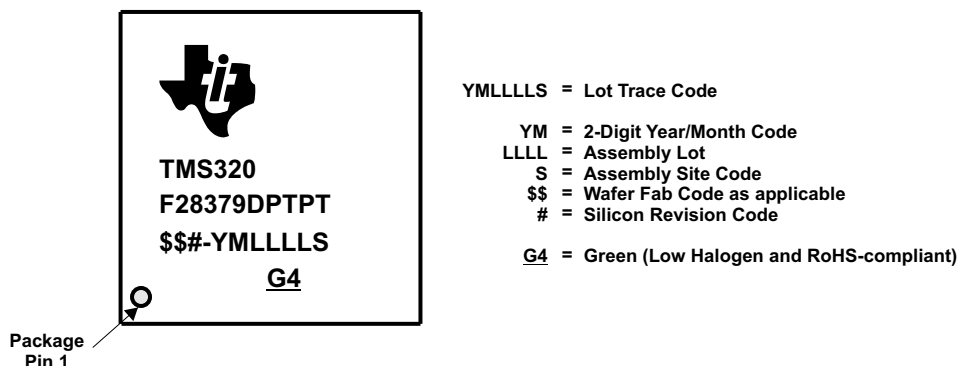 TMS320
F28379DPTPT
$$#-YMLLLLS
G4
Package
Pin 1
YMLLLLS = Lot Trace Code
YM = 2-Digit Year/Month Code
LLLL = Assembly Lot
S = Assembly Site Code
$$ = Wafer Fab Code as applicable
# = Silicon Revision Code
G4 = Green (Low Halogen and RoHS-compliant)